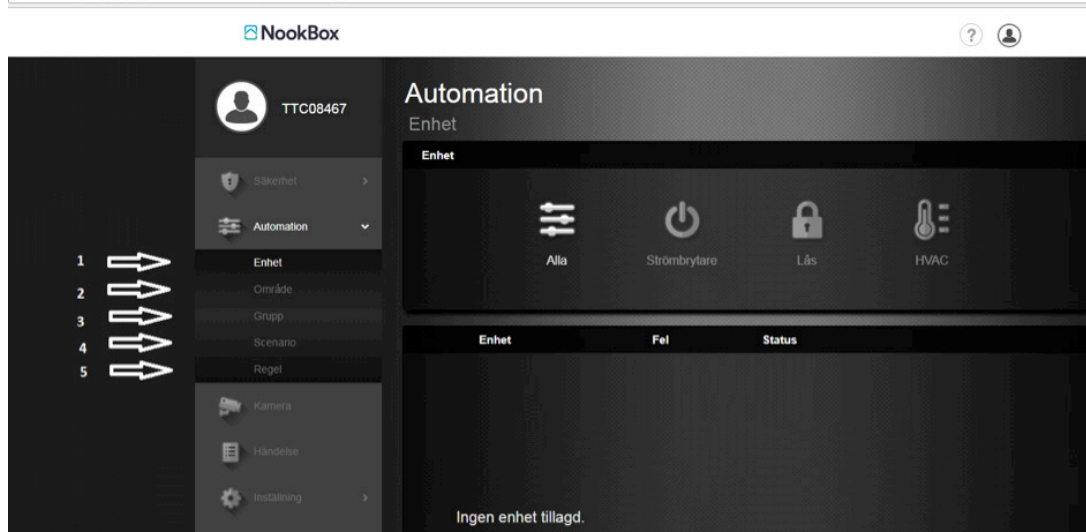 NookBox
?
TTC08467
Automation
Enhet
Enhet
Säkerhet
Automation
Alla
Strömbrytare
Lås
HVAC
1
Enhet
2
Område
3
Grupp
4
Scenario
5
Regel
Enhet Fel Status
Kamera
Händelse
Inställning
Ingen enhet tillagd.